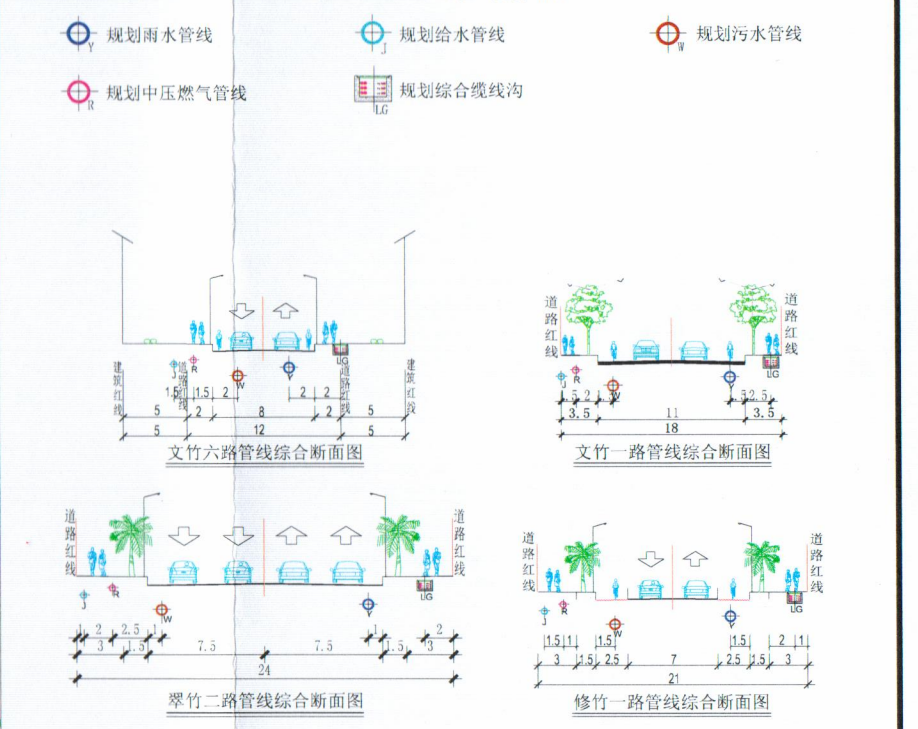 Y 规划雨水管线
J 规划给水管线
W 规划污水管线
R 规划中压燃气管线
LG 规划综合缆线沟
J R W Y LG
建筑红线
道路红线
道路红线
建筑红线
1.5 1.5 2 2 2
5 2 8 2 5
5 12 5
文竹六路管线综合断面图
道路红线
道路红线
J R W Y LG
3.5 11 3.5
18
文竹一路管线综合断面图
道路红线
道路红线
J R W Y LG
1 2 2.5 1 1 2
3 1.5 7.5 7.5 1.5 3
24
翠竹二路管线综合断面图
道路红线
道路红线
J R W Y LG
1.5 1 1.5 1.5 2 1
3 1.5 2.5 7 2.5 1.5 3
21
修竹一路管线综合断面图